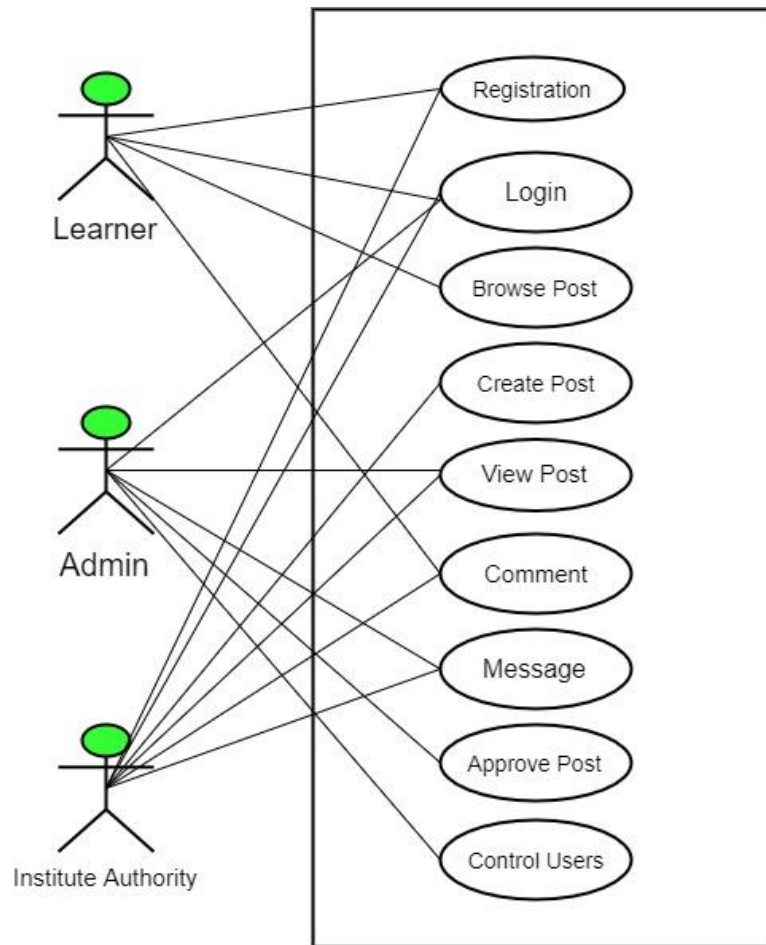 Registration
Learner
Login
Browse Post
Create Post
View Post
Admin
Comment
Message
Approve Post
Control Users
Institute Authority